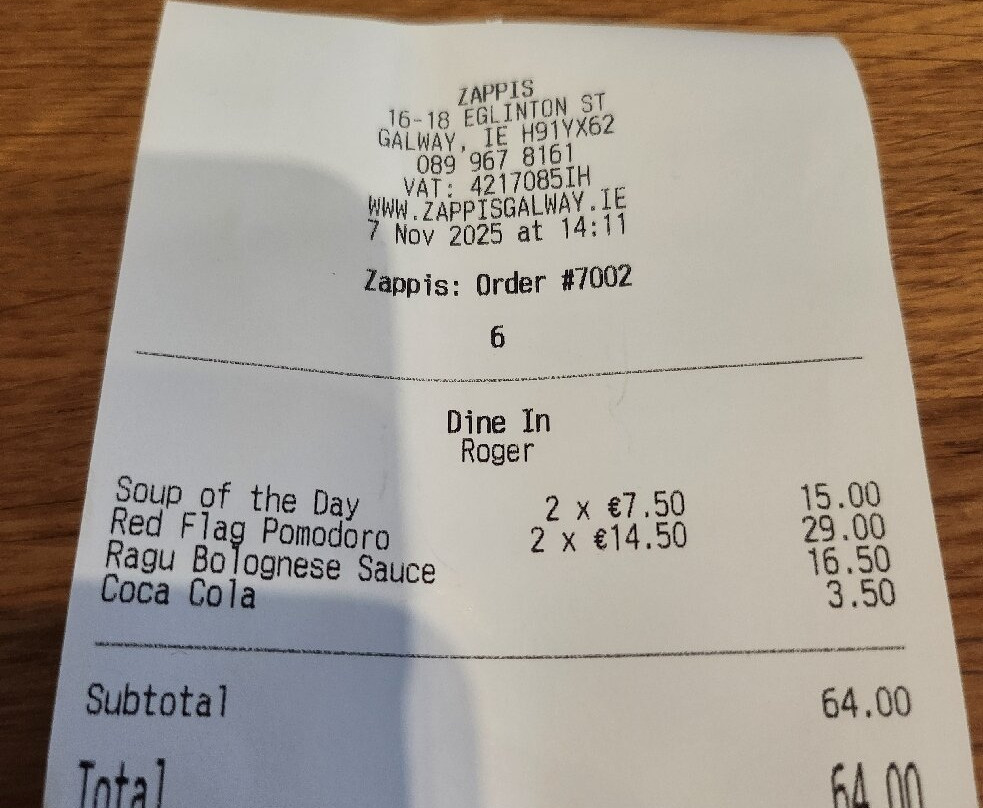 ZAPPIS
16-18 EGLINTON ST
GALWAY, IE H91YX62
089 967 8161
VAT: 4217085IH
WWW.ZAPPISGALWAY.IE
7 Nov 2025 at 14:11
Zappis: Order #7002
6
Dine In
Roger
Soup of the Day 2 x €7.50 15.00
Red Flag Pomodoro 2 x €14.50 29.00
Ragu Bolognese Sauce 16.50
Coca Cola 3.50
Subtotal 64.00
Total 64.00